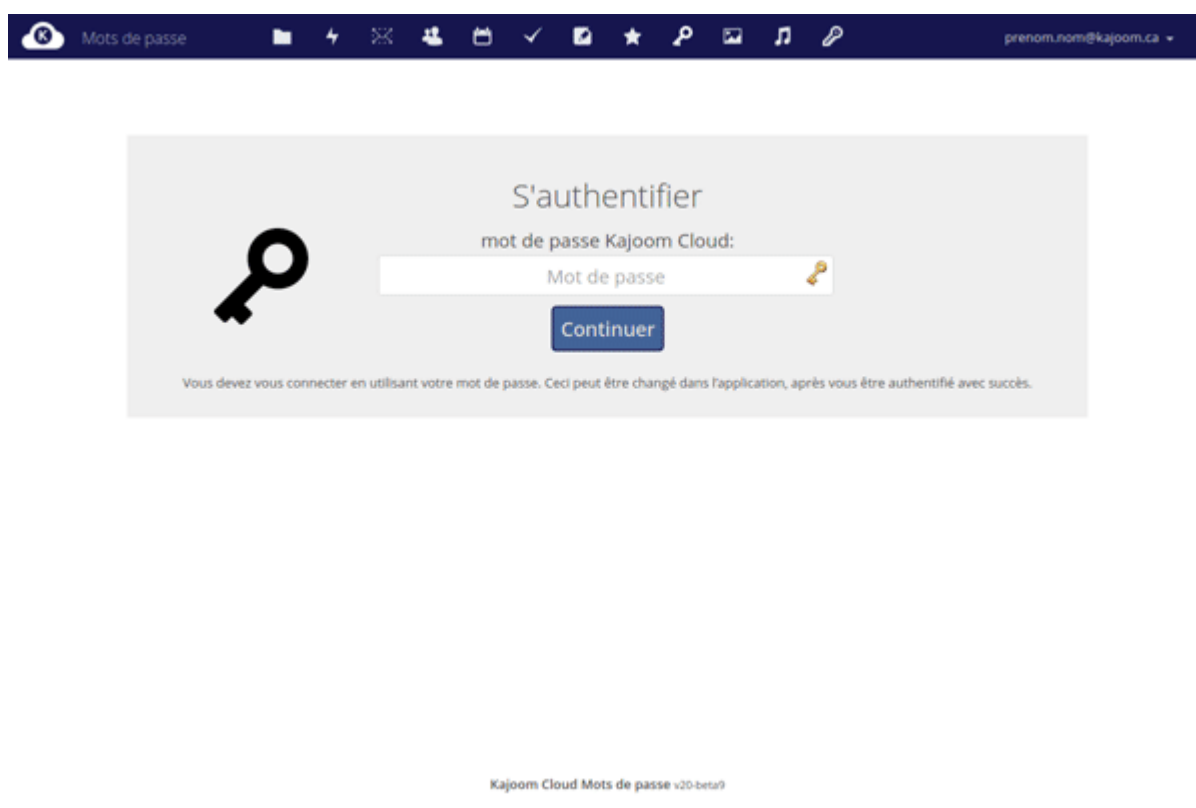 K
Mots de passe
prenom.nom@kajoom.ca
S'authentifier
mot de passe Kajoom Cloud:
Mot de passe
Continuer
Vous devez vous connecter en utilisant votre mot de passe. Ceci peut être changé dans l'application, après vous être authentifié avec succès.
Kajoom Cloud Mots de passe v20-beta9